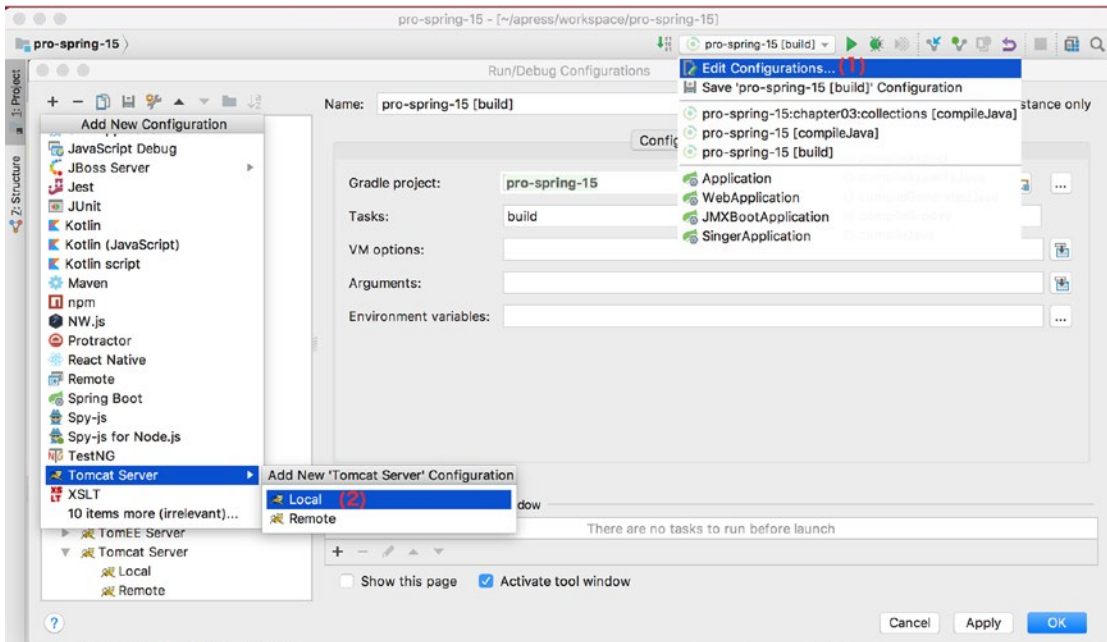 pro-spring-15 - [~/apress/workspace/pro-spring-15]
pro-spring-15
pro-spring-15 [build]
Run/Debug Configurations
Edit Configurations... (1)
Save 'pro-spring-15 [build]' Configuration
pro-spring-15:chapter03:collections [compileJava]
pro-spring-15 [compileJava]
pro-spring-15 [build]
Application
WebApplication
JMXBootApplication
SingerApplication
1: Project
Z: Structure
Add New Configuration
JavaScript Debug
JBoss Server
Jest
JUnit
Kotlin
Kotlin (JavaScript)
Kotlin script
Maven
npm
NW.js
Protractor
React Native
Remote
Spring Boot
Spy-js
Spy-js for Node.js
TestNG
Tomcat Server
XSLT
10 items more (irrelevant)...
Add New 'Tomcat Server' Configuration
Local (2)
Remote
TomEE Server
Tomcat Server
Local
Remote
Name: pro-spring-15 [build]
stance only
Config
Gradle project: pro-spring-15
Tasks: build
VM options:
Arguments:
Environment variables:
dow
There are no tasks to run before launch
Show this page Activate tool window
? Cancel Apply OK